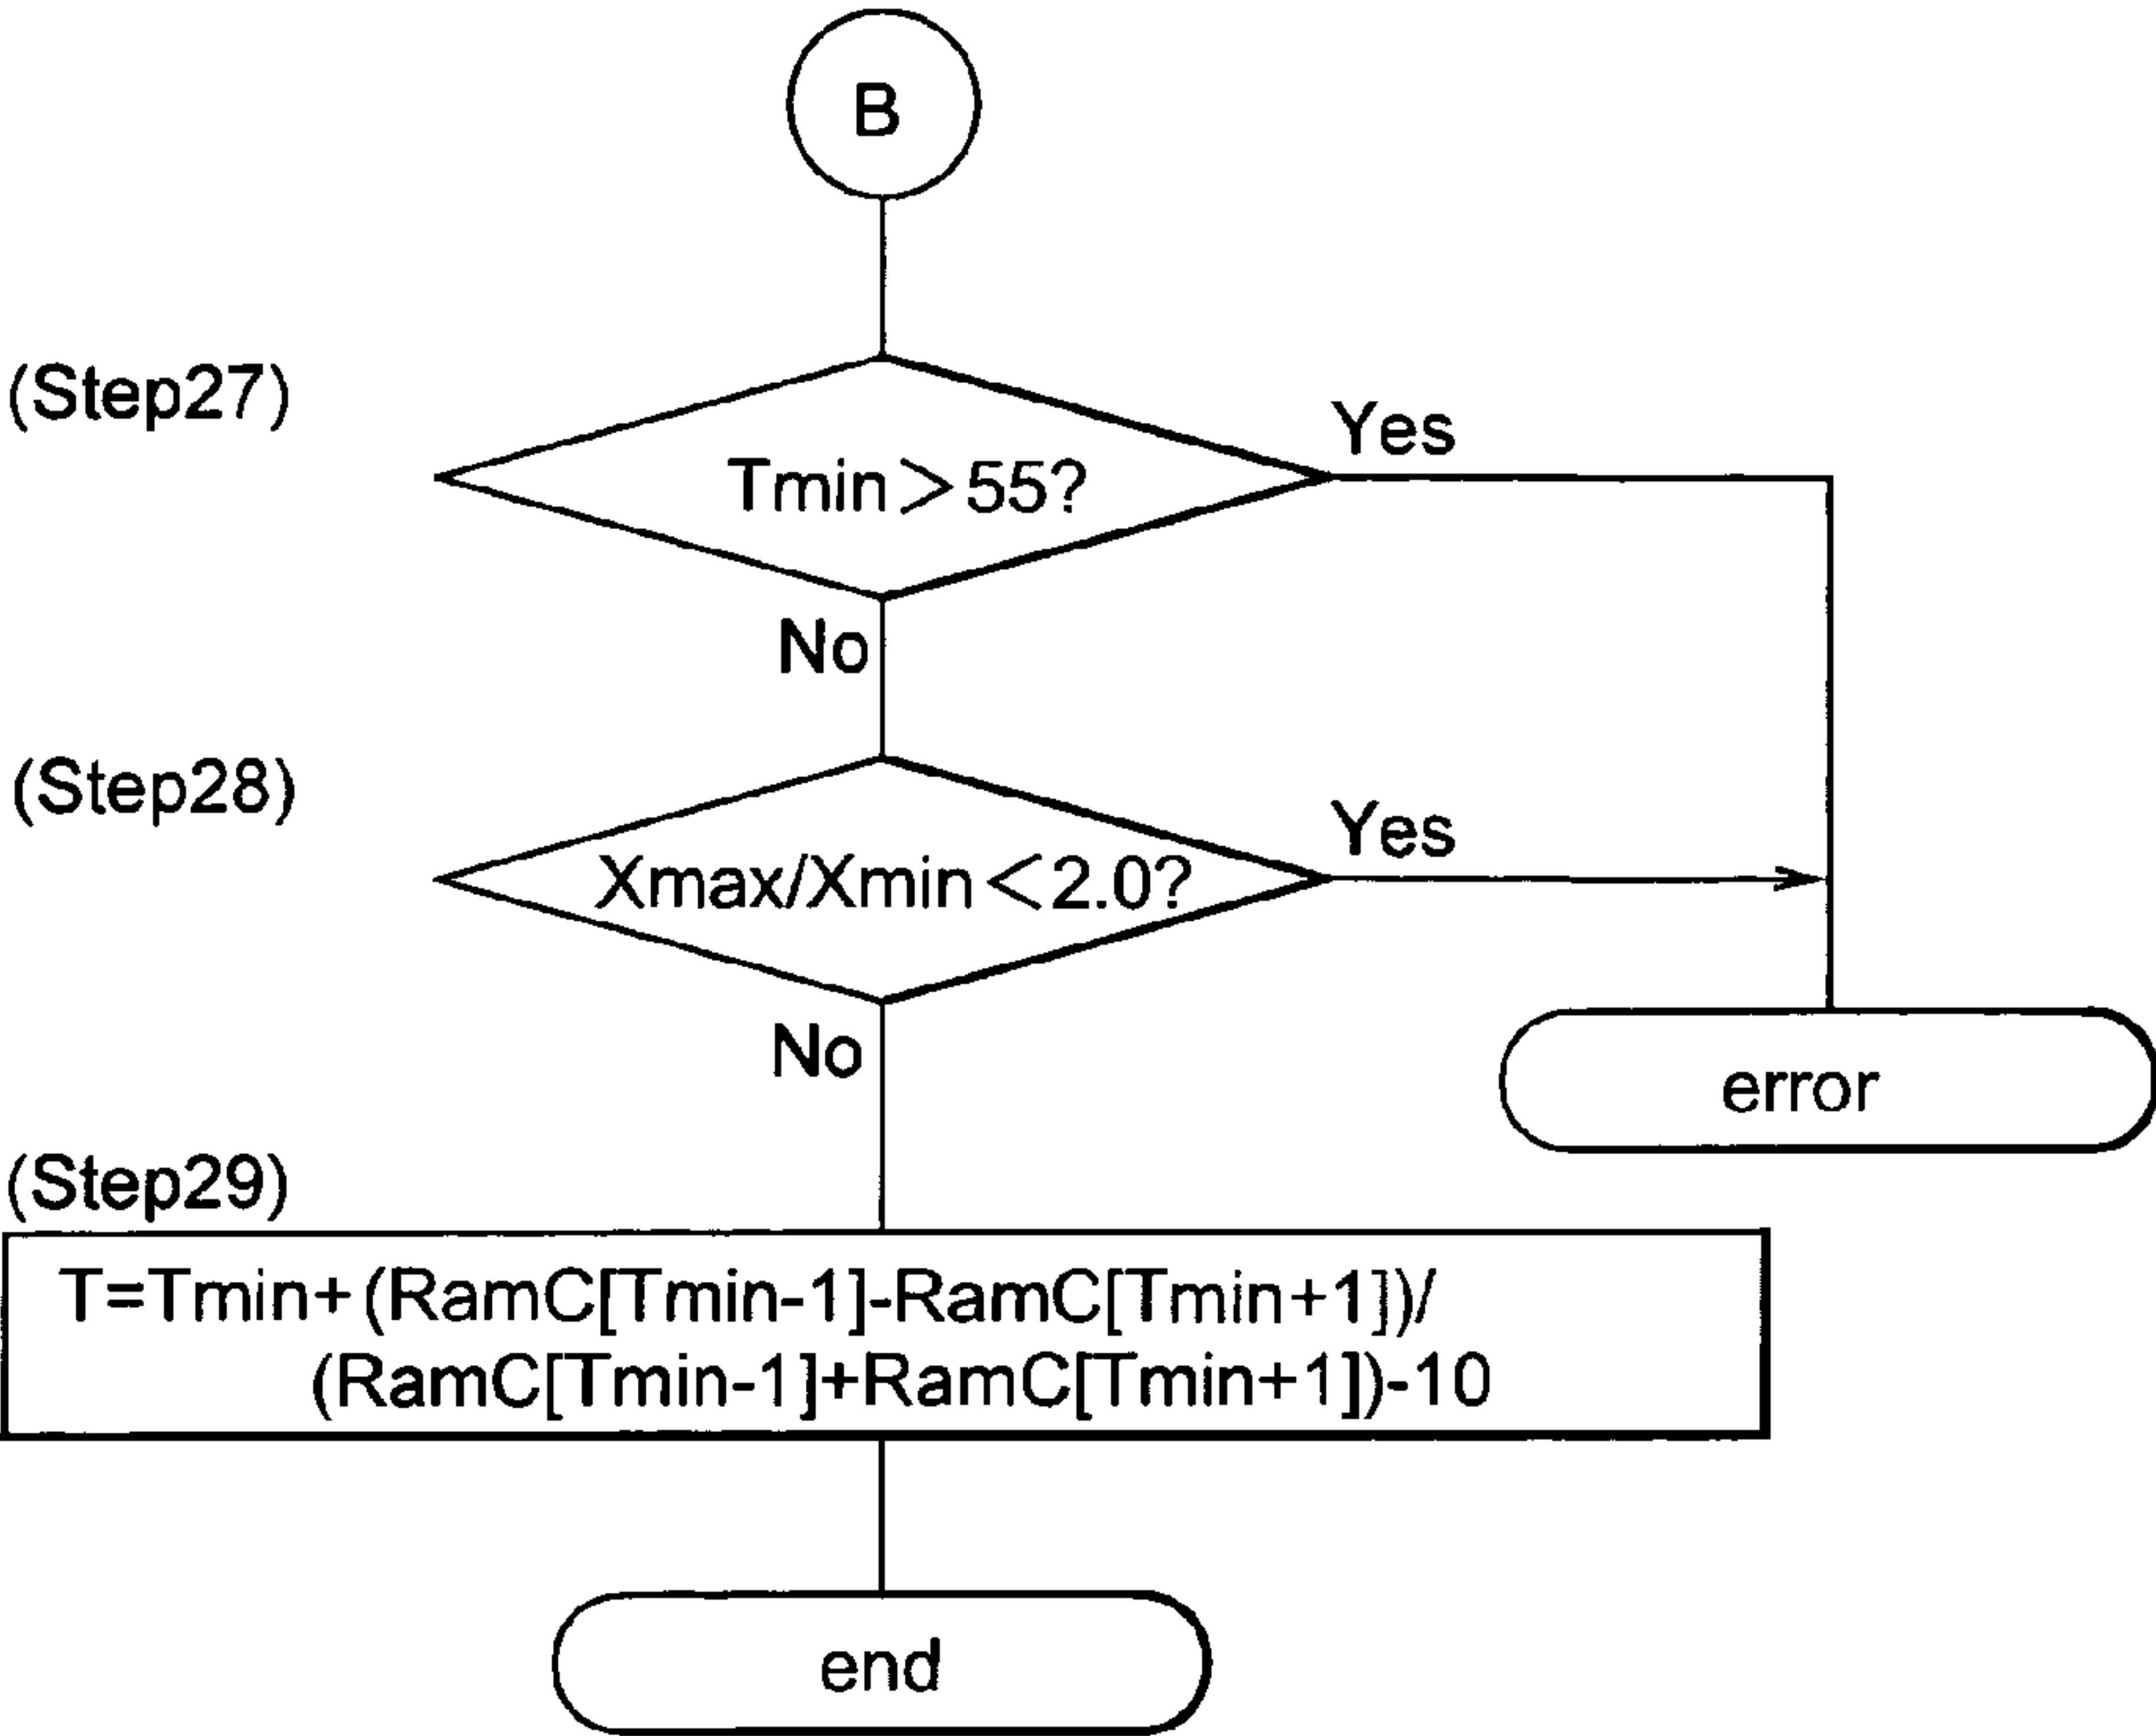 B
(Step27)
Tmin＞55?
Yes
No
(Step28)
Xmax/Xmin＜2.0?
Yes
No
error
(Step29)
T=Tmin+(RamC[Tmin-1]-RamC[Tmin+1])/
(RamC[Tmin-1]+RamC[Tmin+1])-10
end